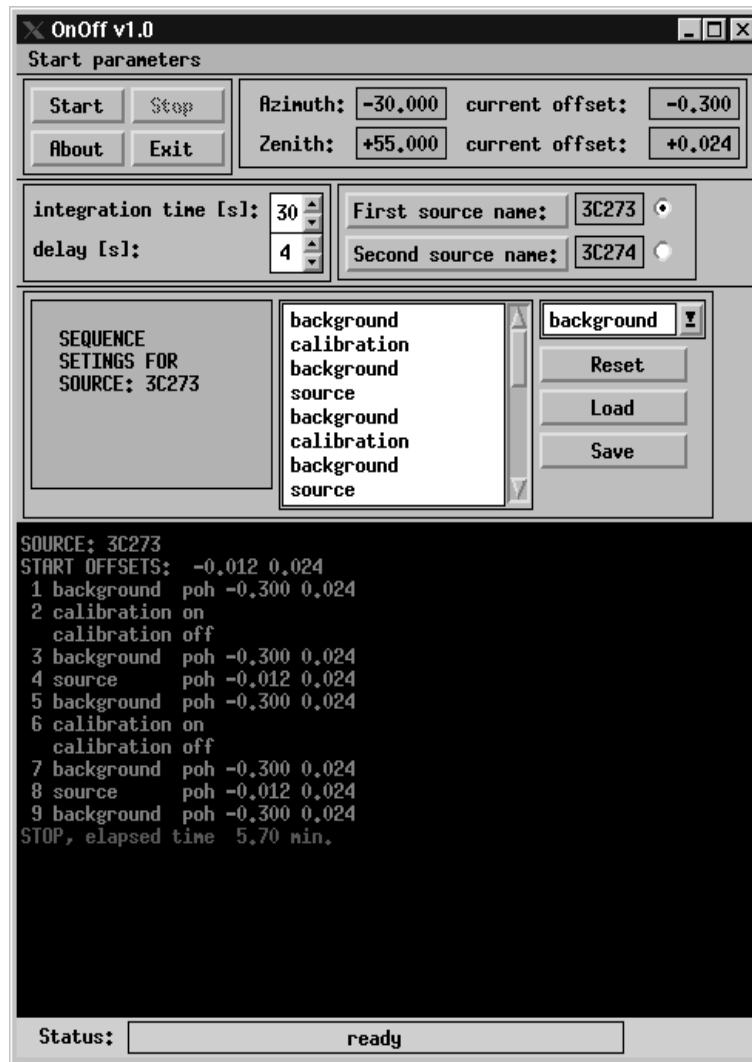 OnOff v1.0
Start parameters
Start Stop
About Exit
Azimuth: -30.000 current offset: -0.300
Zenith: +55.000 current offset: +0.024
integration time [s]: 30
delay [s]: 4
First source name: 3C273
Second source name: 3C274
SEQUENCE
SETINGS FOR
SOURCE: 3C273
background
calibration
background
source
background
calibration
background
source
background
Reset
Load
Save
SOURCE: 3C273
START OFFSETS: -0.012 0.024
1 background poh -0.300 0.024
2 calibration on
calibration off
3 background poh -0.300 0.024
4 source poh -0.012 0.024
5 background poh -0.300 0.024
6 calibration on
calibration off
7 background poh -0.300 0.024
8 source poh -0.012 0.024
9 background poh -0.300 0.024
STOP, elapsed time 5.70 min.
Status: ready